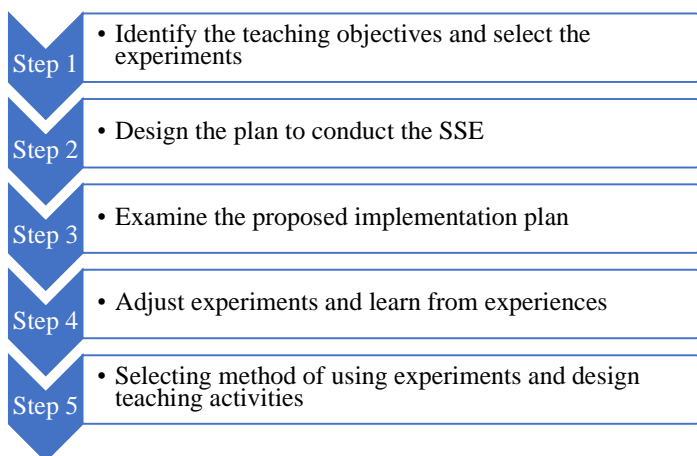 Step 1
• Identify the teaching objectives and select the
experiments
Step 2
• Design the plan to conduct the SSE
Step 3
• Examine the proposed implementation plan
Step 4
• Adjust experiments and learn from experiences
Step 5
• Selecting method of using experiments and design
teaching activities